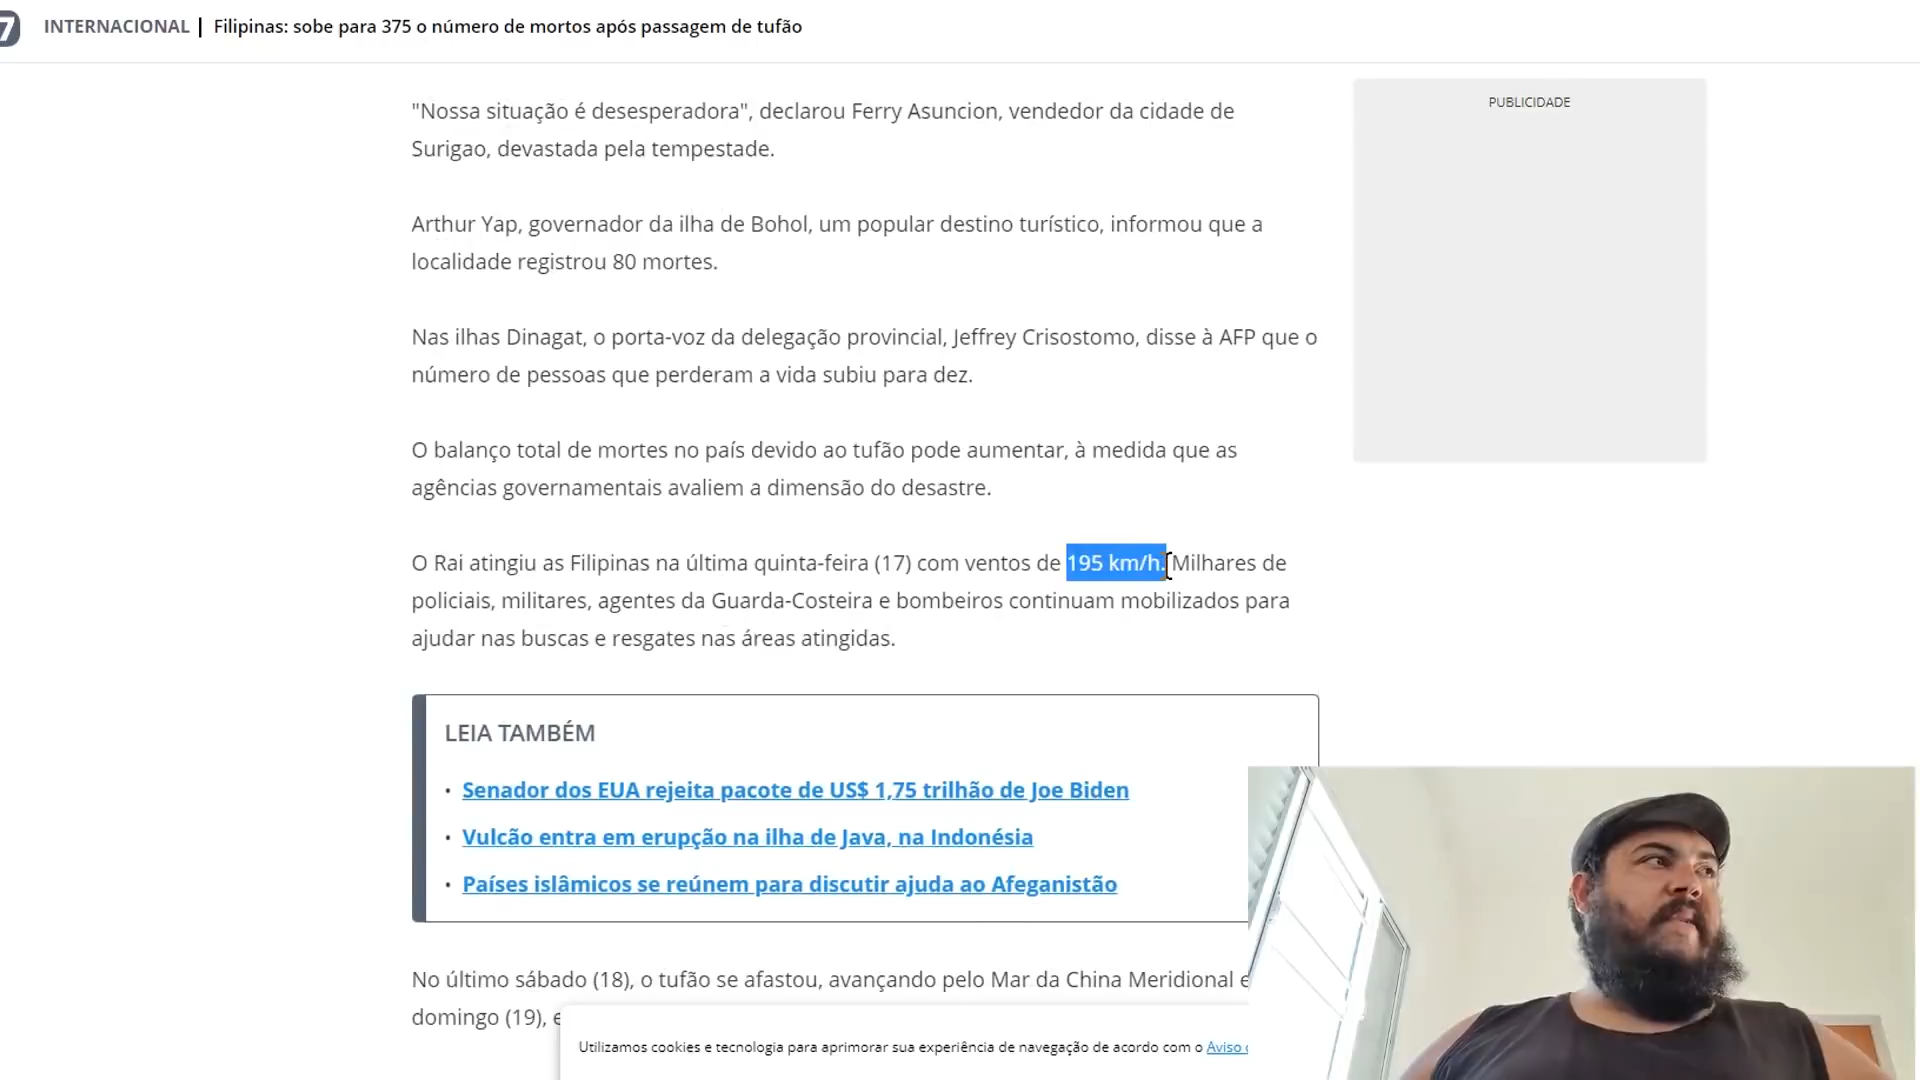 7 INTERNACIONAL | Filipinas: sobe para 375 o número de mortos após passagem de tufão
PUBLICIDADE
"Nossa situação é desesperadora", declarou Ferry Asuncion, vendedor da cidade de
Surigao, devastada pela tempestade.
Arthur Yap, governador da ilha de Bohol, um popular destino turístico, informou que a
localidade registrou 80 mortes.
Nas ilhas Dinagat, o porta-voz da delegação provincial, Jeffrey Crisostomo, disse à AFP que o
número de pessoas que perderam a vida subiu para dez.
O balanço total de mortes no país devido ao tufão pode aumentar, à medida que as
agências governamentais avaliem a dimensão do desastre.
O Rai atingiu as Filipinas na última quinta-feira (17) com ventos de 195 km/h. Milhares de
policiais, militares, agentes da Guarda-Costeira e bombeiros continuam mobilizados para
ajudar nas buscas e resgates nas áreas atingidas.
LEIA TAMBÉM
• Senador dos EUA rejeita pacote de US$ 1,75 trilhão de Joe Biden
• Vulcão entra em erupção na ilha de Java, na Indonésia
• Países islâmicos se reúnem para discutir ajuda ao Afeganistão
No último sábado (18), o tufão se afastou, avançando pelo Mar da China Meridional e
domingo (19), e
Utilizamos cookies e tecnologia para aprimorar sua experiência de navegação de acordo com o Aviso